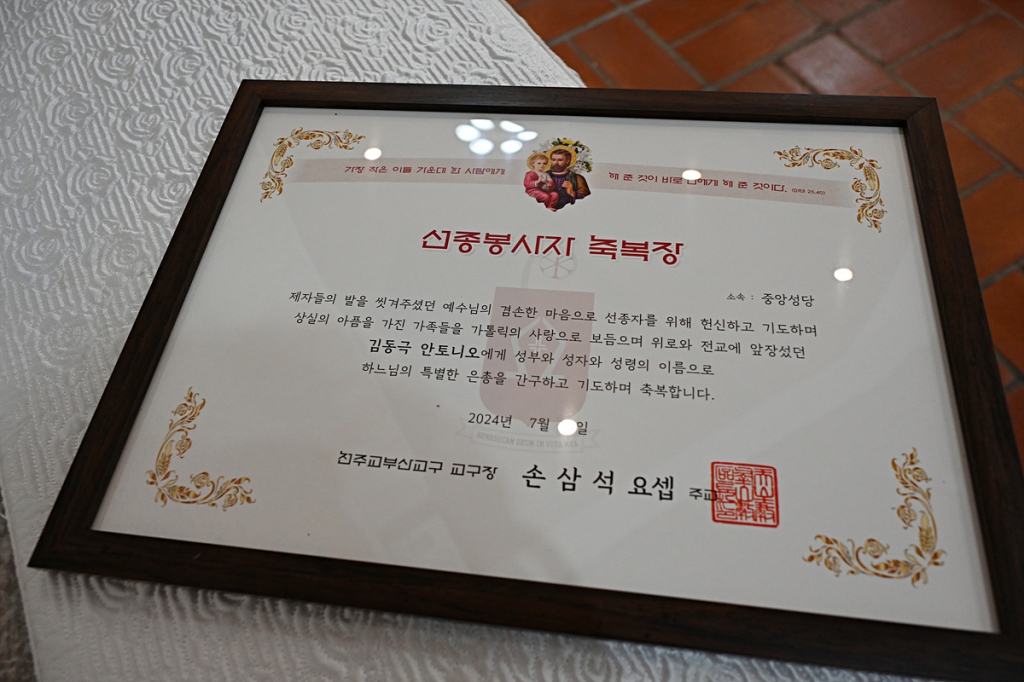 가장 작은 이들 가운데 한 사람에게 해 준 것이 바로 나에게 해 준 것이다. (마태 25,40)
선종봉사자 축복장
소속 : 중앙성당
제자들의 발을 씻겨주셨던 예수님의 겸손한 마음으로 선종자를 위해 헌신하고 기도하며
상실의 아픔을 가진 가족들을 가톨릭의 사랑으로 보듬으며 위로와 전교에 앞장섰던
김동극 안토니오에게 성부와 성자와 성령의 이름으로
하느님의 특별한 은총을 간구하고 기도하며 축복합니다.
2024년 7월 일
천주교부산교구 교구장 손삼석 요셉 주교